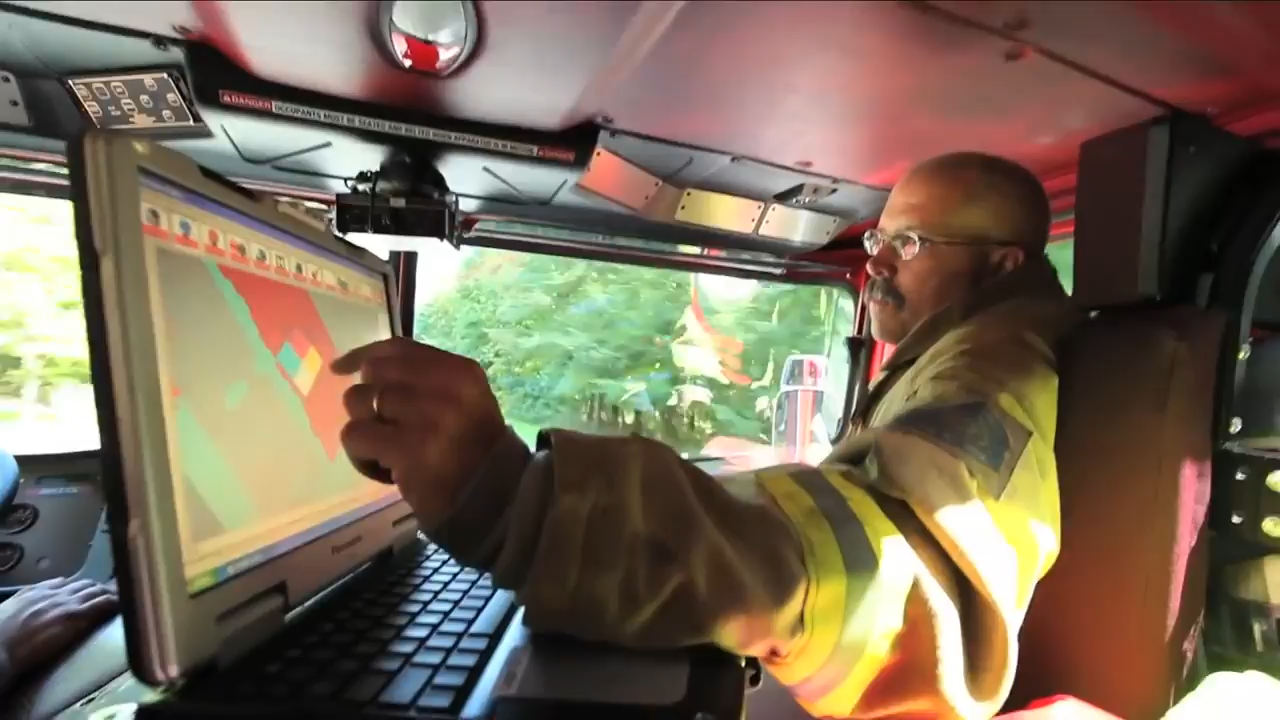 DANGER OCCUPANTS MUST BE SEATED AND BELTED WHEN APPARATUS IS IN MOTION
Panasonic